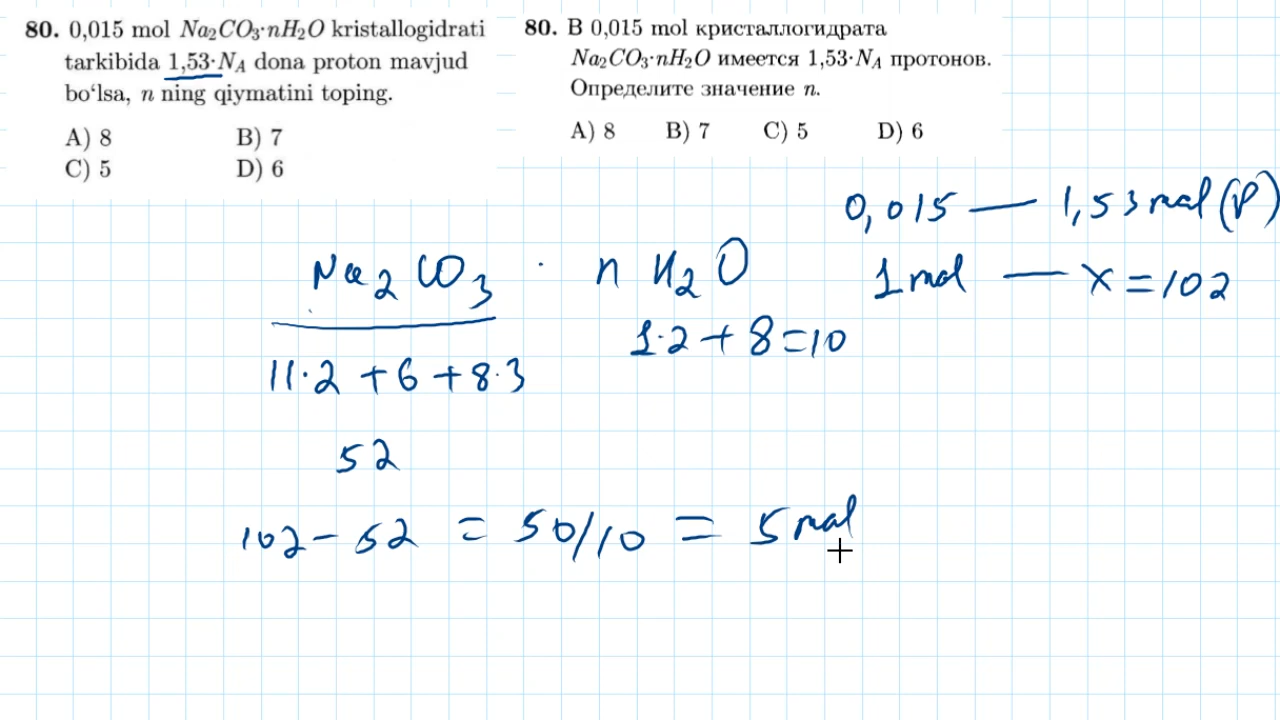 80. 0,015 mol Na₂CO₃·nH₂O kristallogidrati
tarkibida 1,53·N_A dona proton mavjud
bo‘lsa, n ning qiymatini toping.
A) 8 B) 7
C) 5 D) 6
80. В 0,015 mol кристаллогидрата
Na₂CO₃·nH₂O имеется 1,53·N_A протонов.
Определите значение n.
A) 8 B) 7 C) 5 D) 6
0,015 — 1,53 mol (P)
1 mol — x = 102
Na₂CO₃ · n H₂O
1·2 + 8 = 10
11·2 + 6 + 8·3
52
102 - 52 = 50/10 = 5 mol